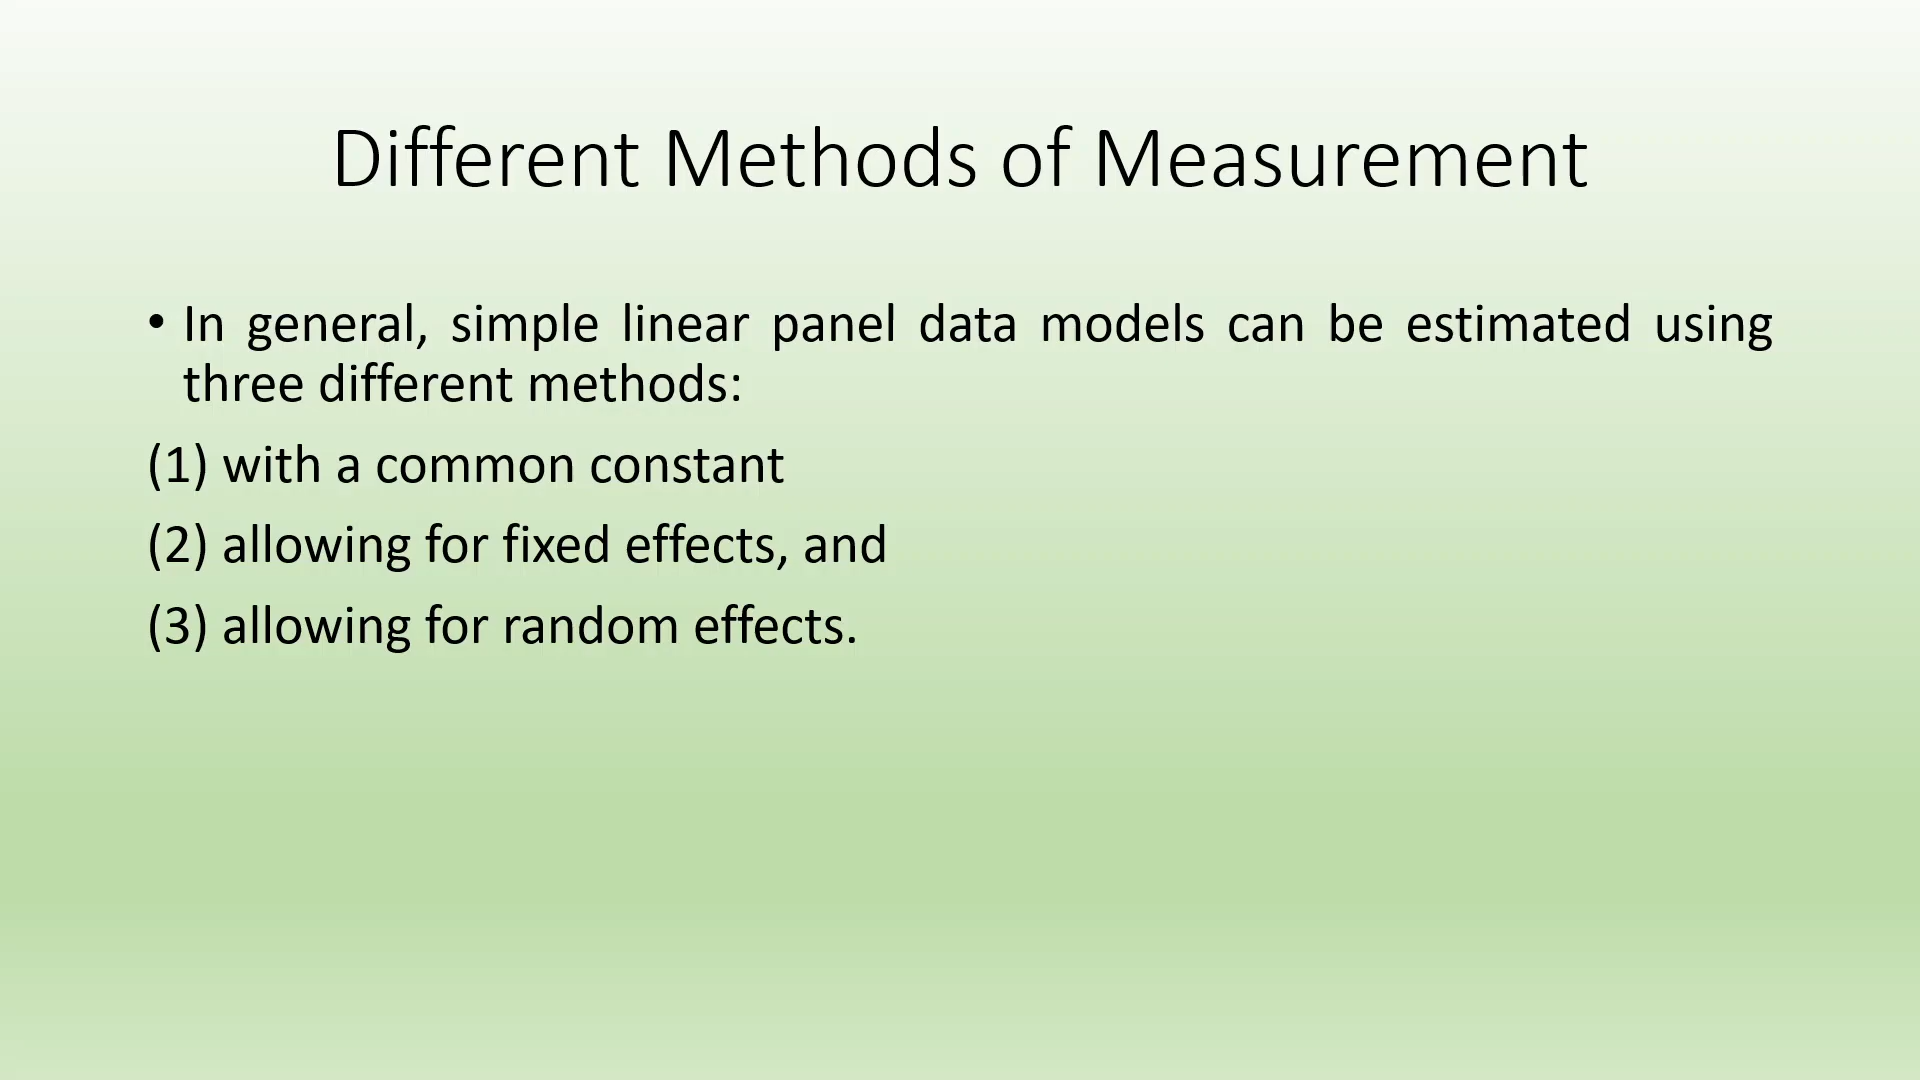 Different Methods of Measurement
• In general, simple linear panel data models can be estimated using
three different methods:
(1) with a common constant
(2) allowing for fixed effects, and
(3) allowing for random effects.